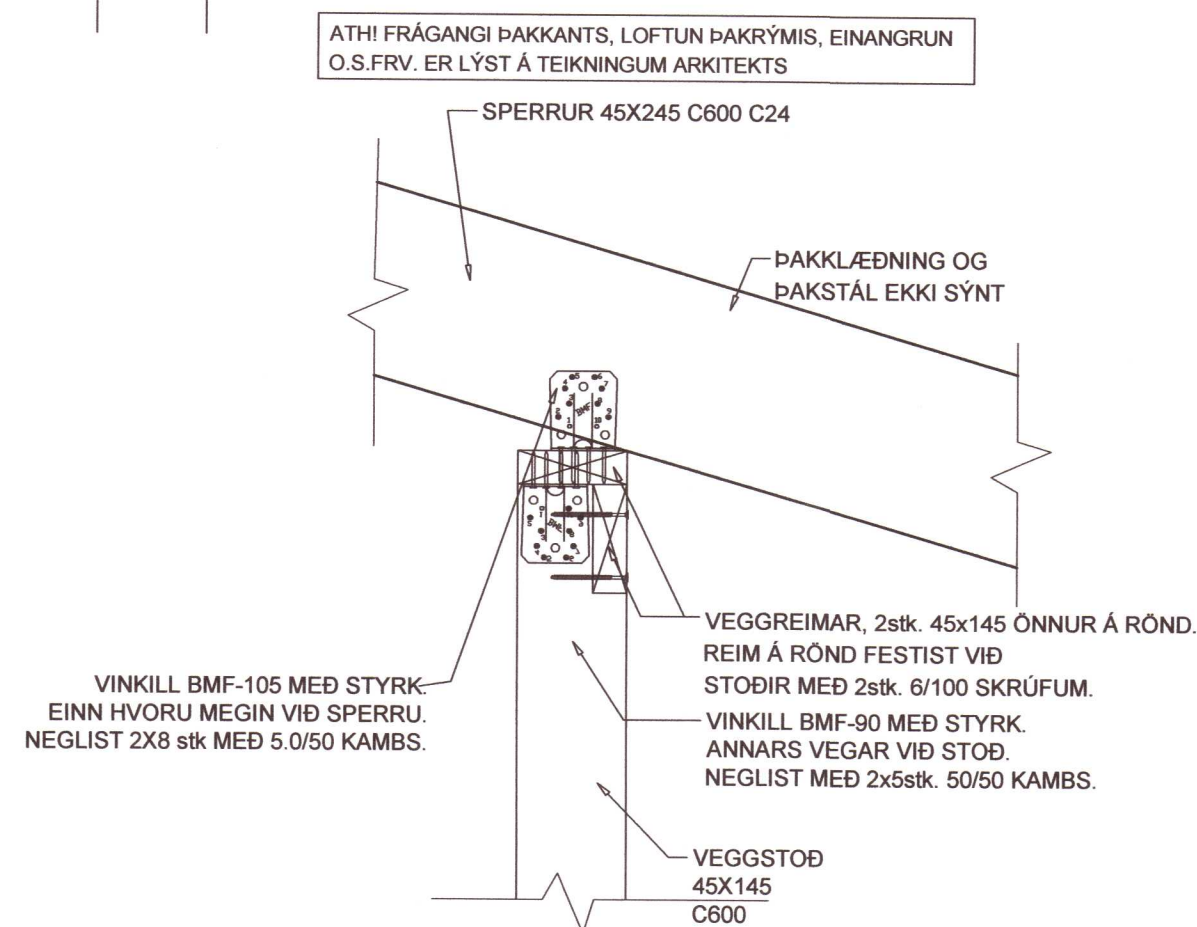 ATH! FRÁGANGI ÞAKKANTS, LOFTUN ÞAKRÝMIS, EINANGRUN
O.S.FRV. ER LÝST Á TEIKNINGUM ARKITEKTS
SPERRUR 45X245 C600 C24
ÞAKKLÆÐNING OG
ÞAKSTÁL EKKI SÝNT
BMF
BMF
VEGGREIMAR, 2stk. 45x145 ÖNNUR Á RÖND.
REIM Á RÖND FESTIST VIÐ
STOÐIR MEÐ 2stk. 6/100 SKRÚFUM.
VINKILL BMF-105 MEÐ STYRK.
EINN HVORU MEGIN VIÐ SPERRU.
NEGLIST 2X8 stk MEÐ 5.0/50 KAMBS.
VINKILL BMF-90 MEÐ STYRK.
ANNARS VEGAR VIÐ STOÐ.
NEGLIST MEÐ 2x5stk. 50/50 KAMBS.
VEGGSTOÐ
45X145
C600